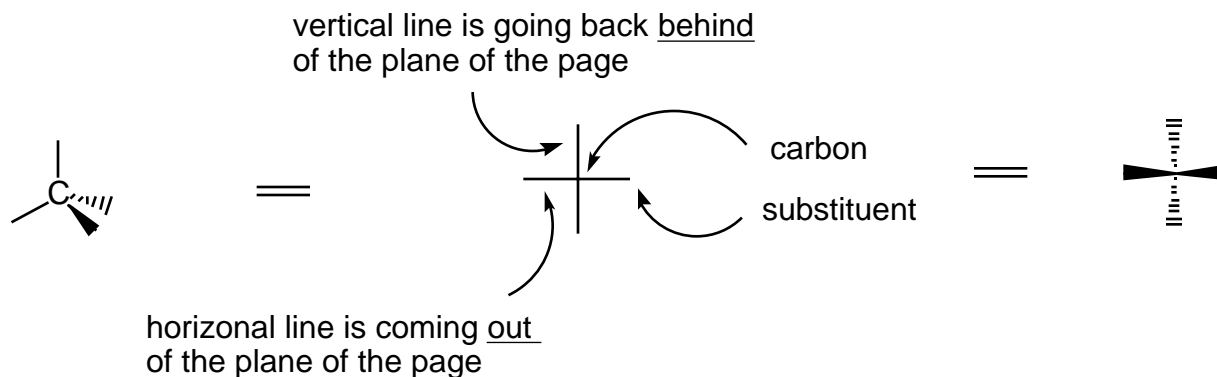 vertical line is going back behind
of the plane of the page
C
carbon
substituent
horizonal line is coming out
of the plane of the page